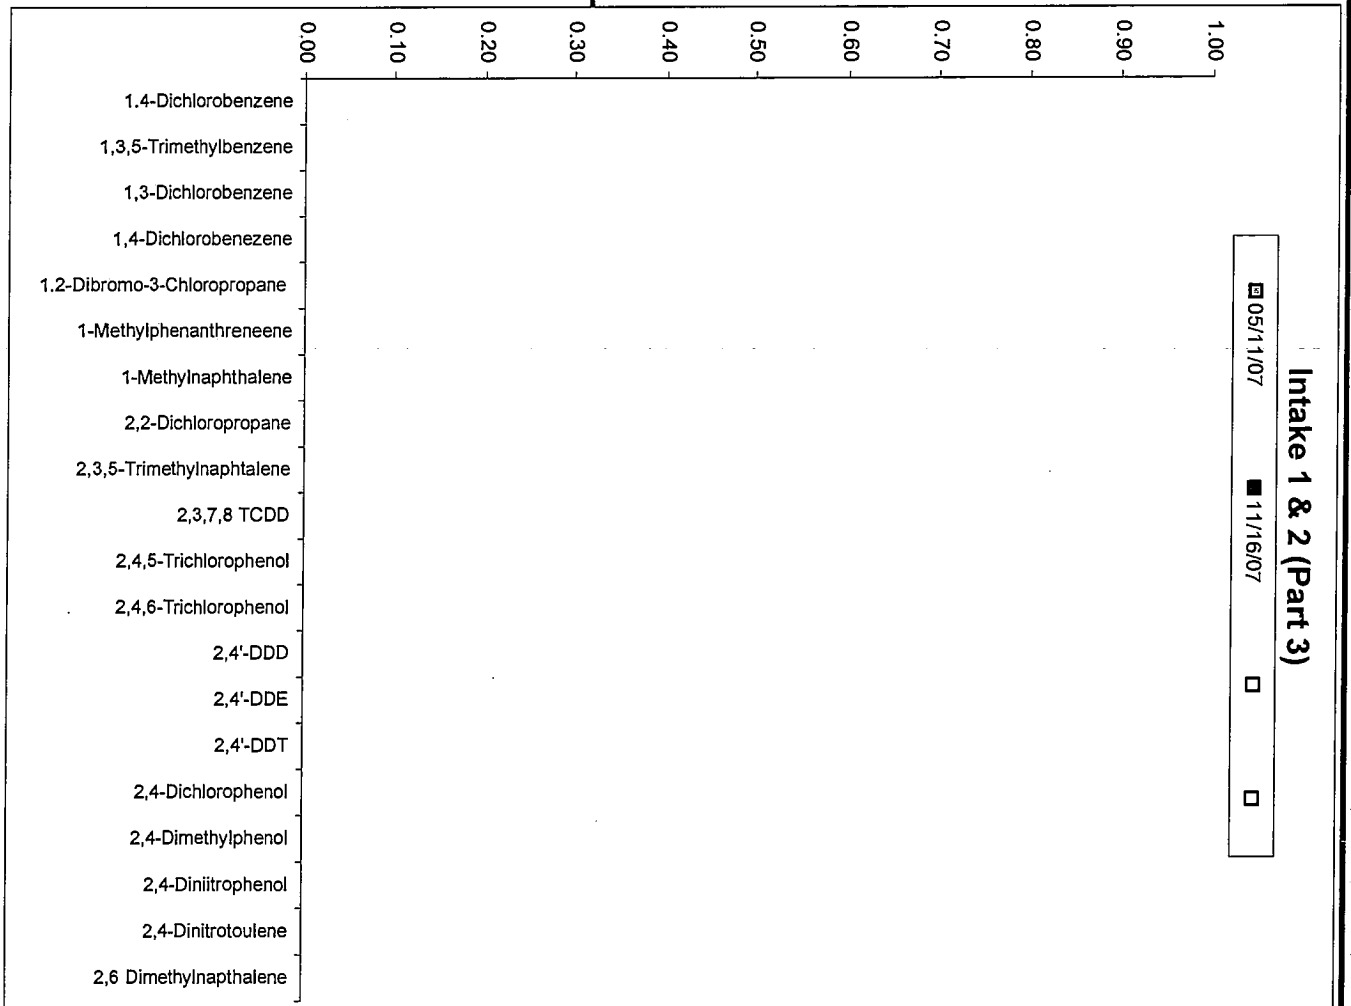 Intake 1 & 2 (Part 3)
05/11/07
11/16/07
1.00
0.90
0.80
0.70
0.60
0.50
0.40
0.30
0.20
0.10
0.00
1.4-Dichlorobenzene
1,3,5-Trimethylbenzene
1,3-Dichlorobenzene
1,4-Dichlorobenezene
1.2-Dibromo-3-Chloropropane
1-Methylphenanthreneene
1-Methylnaphthalene
2,2-Dichloropropane
2,3,5-Trimethylnaphtalene
2,3,7,8 TCDD
2,4,5-Trichlorophenol
2,4,6-Trichlorophenol
2,4'-DDD
2,4'-DDE
2,4'-DDT
2,4-Dichlorophenol
2,4-Dimethylphenol
2,4-Diniitrophenol
2,4-Dinitrotoulene
2,6 Dimethylnapthalene